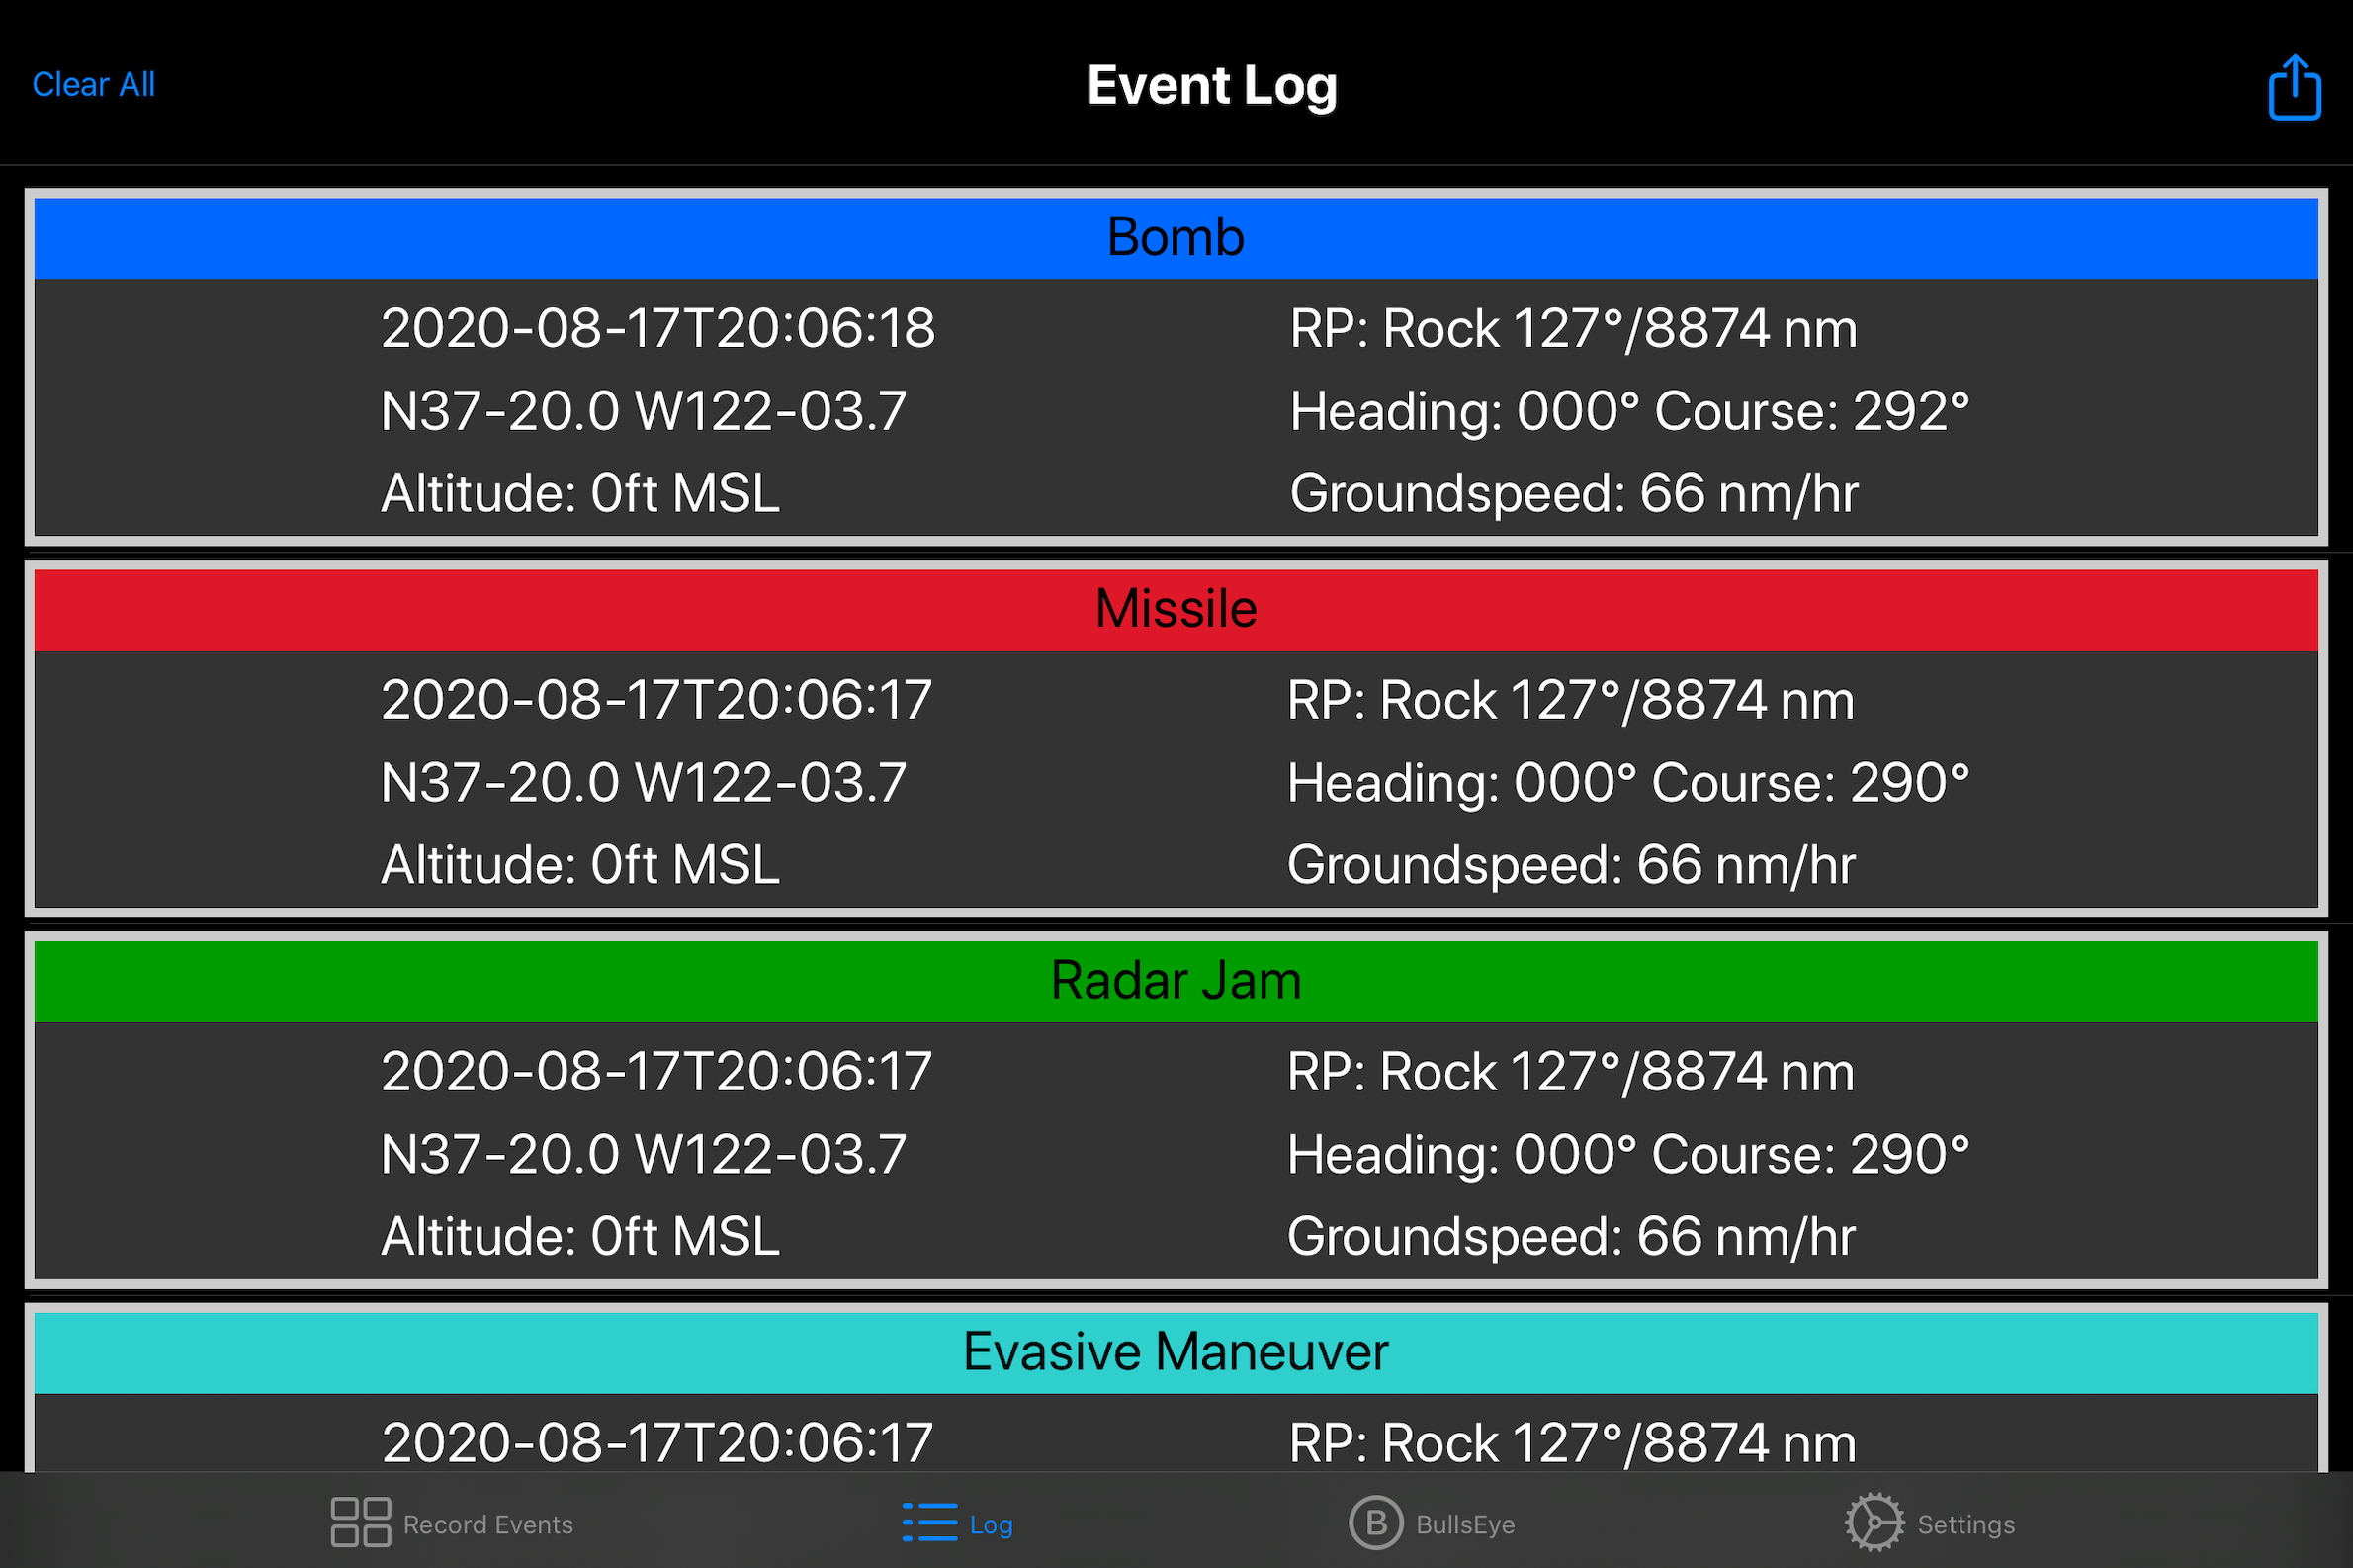 Clear All
Event Log
Bomb
2020-08-17T20:06:18
RP: Rock 127°/8874 nm
N37-20.0 W122-03.7
Heading: 000° Course: 292°
Altitude: 0ft MSL
Groundspeed: 66 nm/hr
Missile
2020-08-17T20:06:17
RP: Rock 127°/8874 nm
N37-20.0 W122-03.7
Heading: 000° Course: 290°
Altitude: 0ft MSL
Groundspeed: 66 nm/hr
Radar Jam
2020-08-17T20:06:17
RP: Rock 127°/8874 nm
N37-20.0 W122-03.7
Heading: 000° Course: 290°
Altitude: 0ft MSL
Groundspeed: 66 nm/hr
Evasive Maneuver
2020-08-17T20:06:17
RP: Rock 127°/8874 nm
Record Events
Log
B BullsEye
Settings